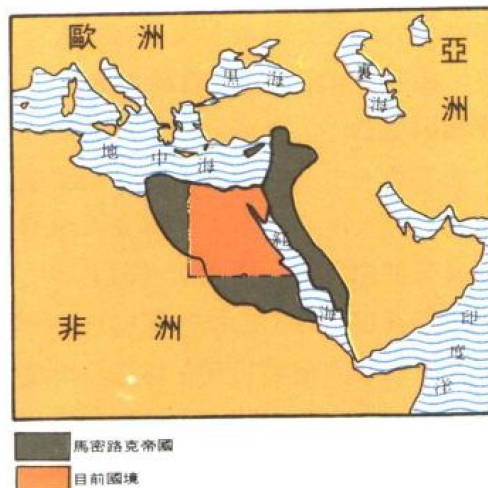 歐洲
亞洲
黑海
裏海
地中海
紅海
非洲
印度洋
馬密路克帝國
目前國境